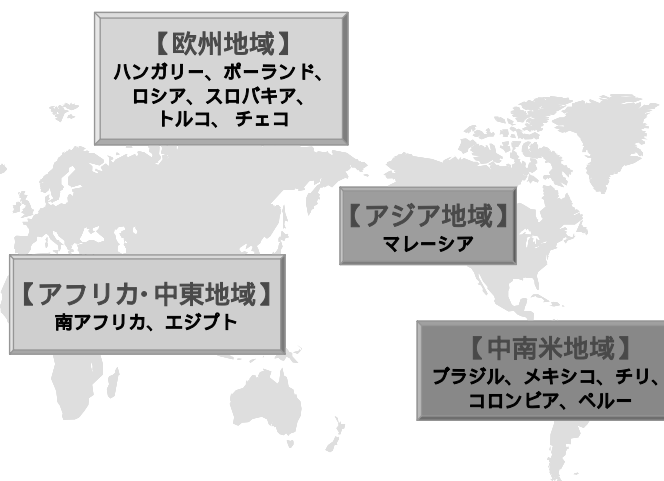 【欧州地域】
ハンガリー、ポーランド、
ロシア、スロバキア、
トルコ、チェコ
【アジア地域】
マレーシア
【アフリカ・中東地域】
南アフリカ、エジプト
【中南米地域】
ブラジル、メキシコ、チリ、
コロンビア、ペルー